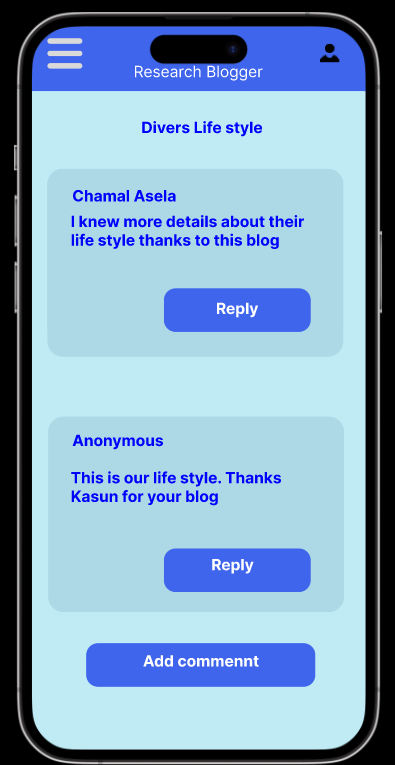 Research Blogger
Divers Life style
Chamal Asela
I knew more details about their
life style thanks to this blog
Reply
Anonymous
This is our life style. Thanks
Kasun for your blog
Reply
Add commennt